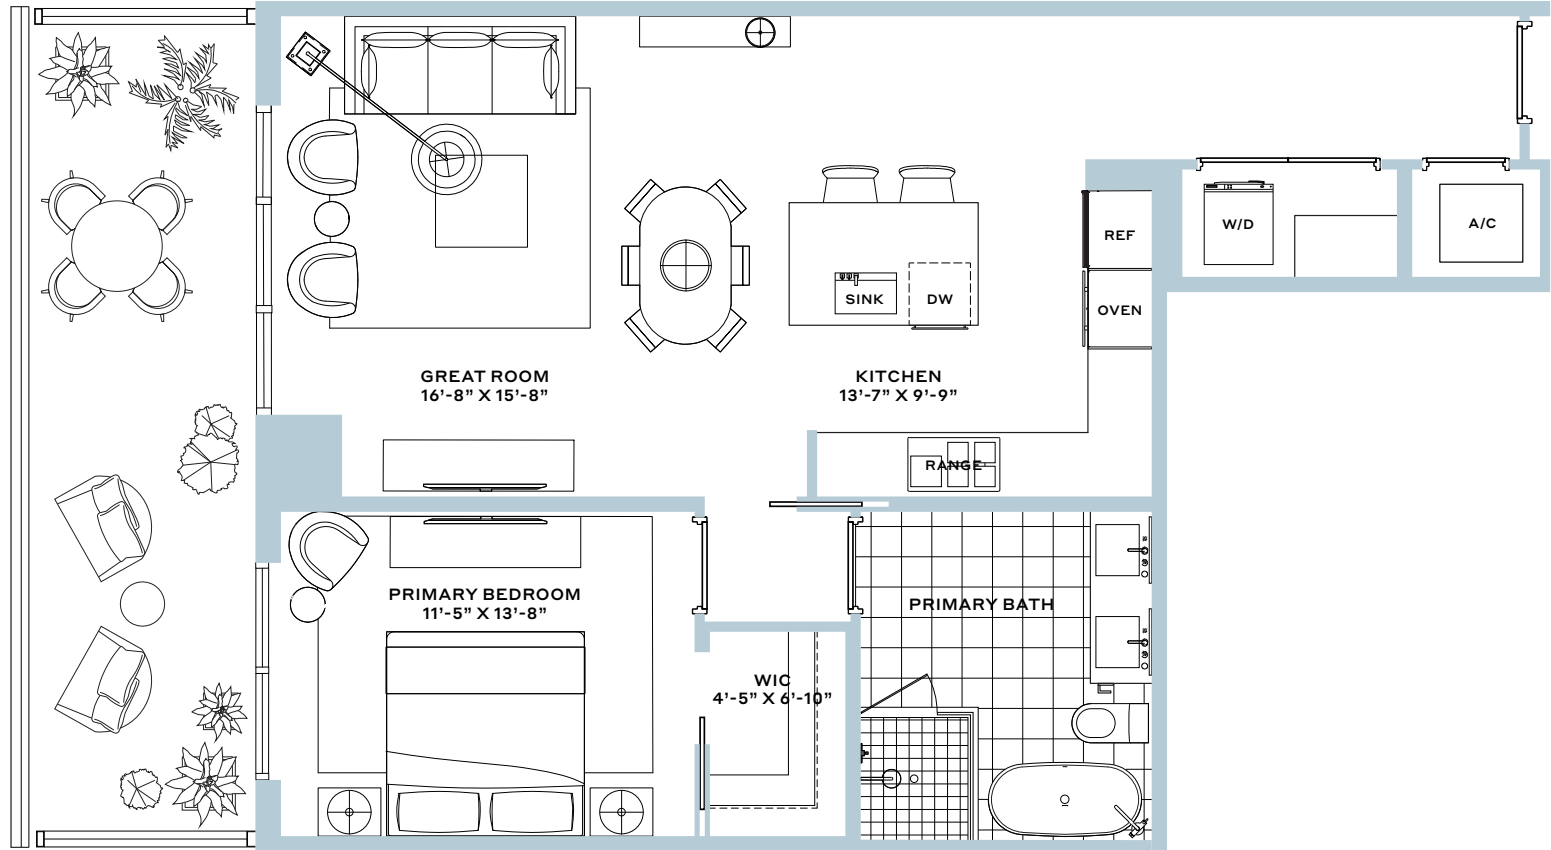 W/D
A/C
REF
SINK
DW
OVEN
GREAT ROOM
16’-8” X 15’-8”
KITCHEN
13’-7” X 9’-9”
RANGE
PRIMARY BEDROOM
11’-5” X 13’-8”
PRIMARY BATH
WIC
4’-5” X 6’-10”